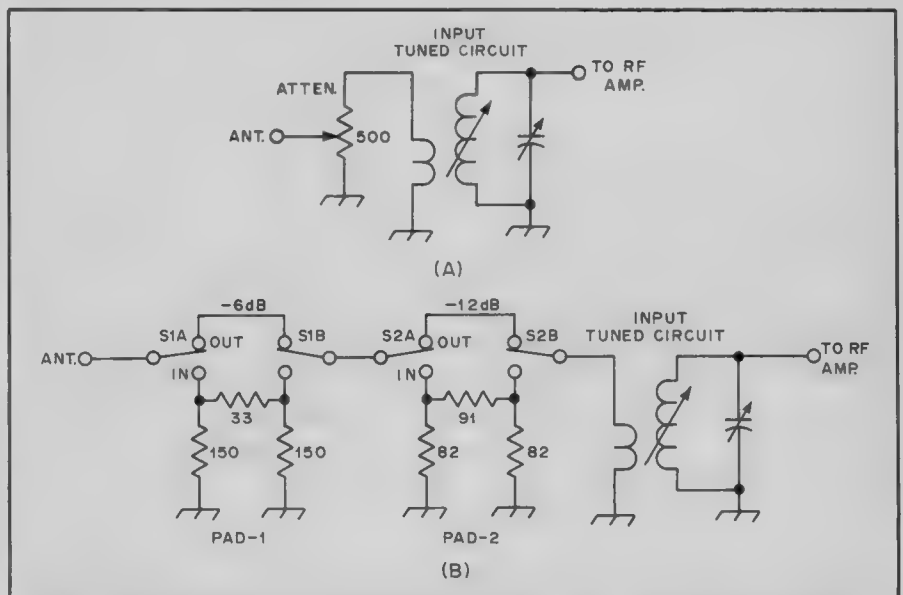 INPUT
TUNED CIRCUIT
ATTEN.
TO RF
AMP.
ANT.
500
(A)
-6dB
-12dB
INPUT
TUNED CIRCUIT
S1A
OUT
S1B
S2A
OUT
S2B
ANT.
TO RF
AMP.
IN
IN
33
91
150
150
82
82
PAD-1
PAD-2
(B)